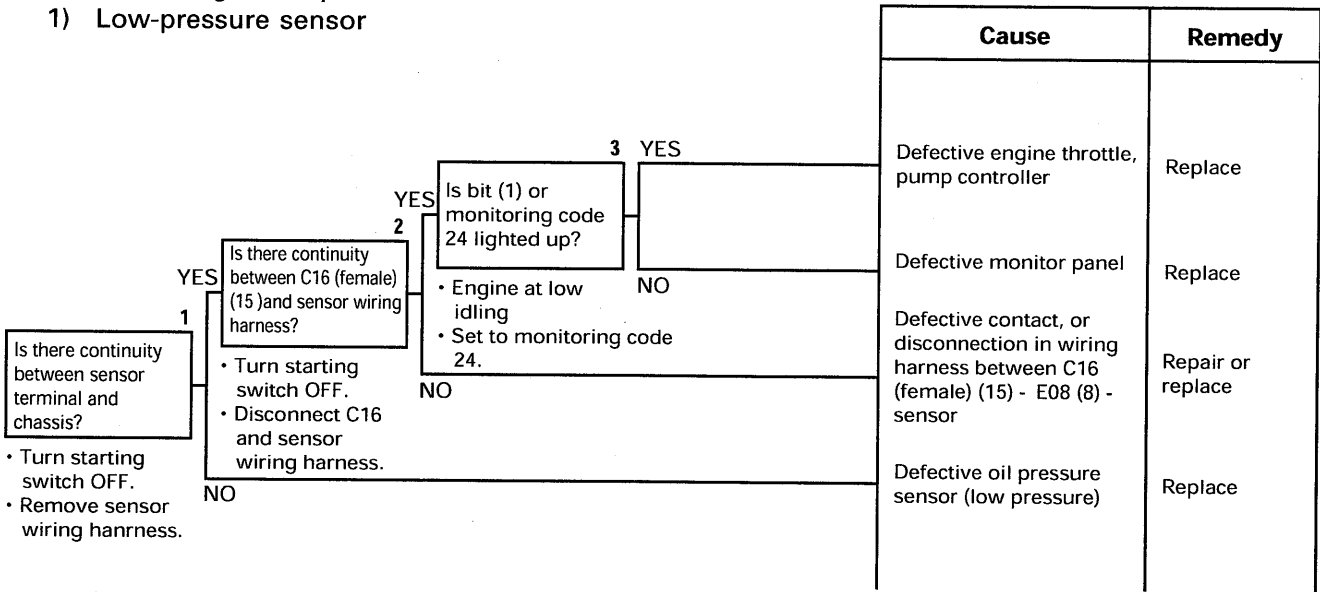 1) Low-pressure sensor
Cause
Remedy
1
Is there continuity
between sensor
terminal and
chassis?
• Turn starting
switch OFF.
• Remove sensor
wiring hanrness.
YES
NO
2
Is there continuity
between C16 (female)
(15 )and sensor wiring
harness?
• Turn starting
switch OFF.
• Disconnect C16
and sensor
wiring harness.
YES
NO
3
Is bit (1) or
monitoring code
24 lighted up?
• Engine at low
idling
• Set to monitoring code
24.
YES
NO
Defective engine throttle,
pump controller
Replace
Defective monitor panel
Replace
Defective contact, or
disconnection in wiring
harness between C16
(female) (15) - E08 (8) -
sensor
Repair or
replace
Defective oil pressure
sensor (low pressure)
Replace